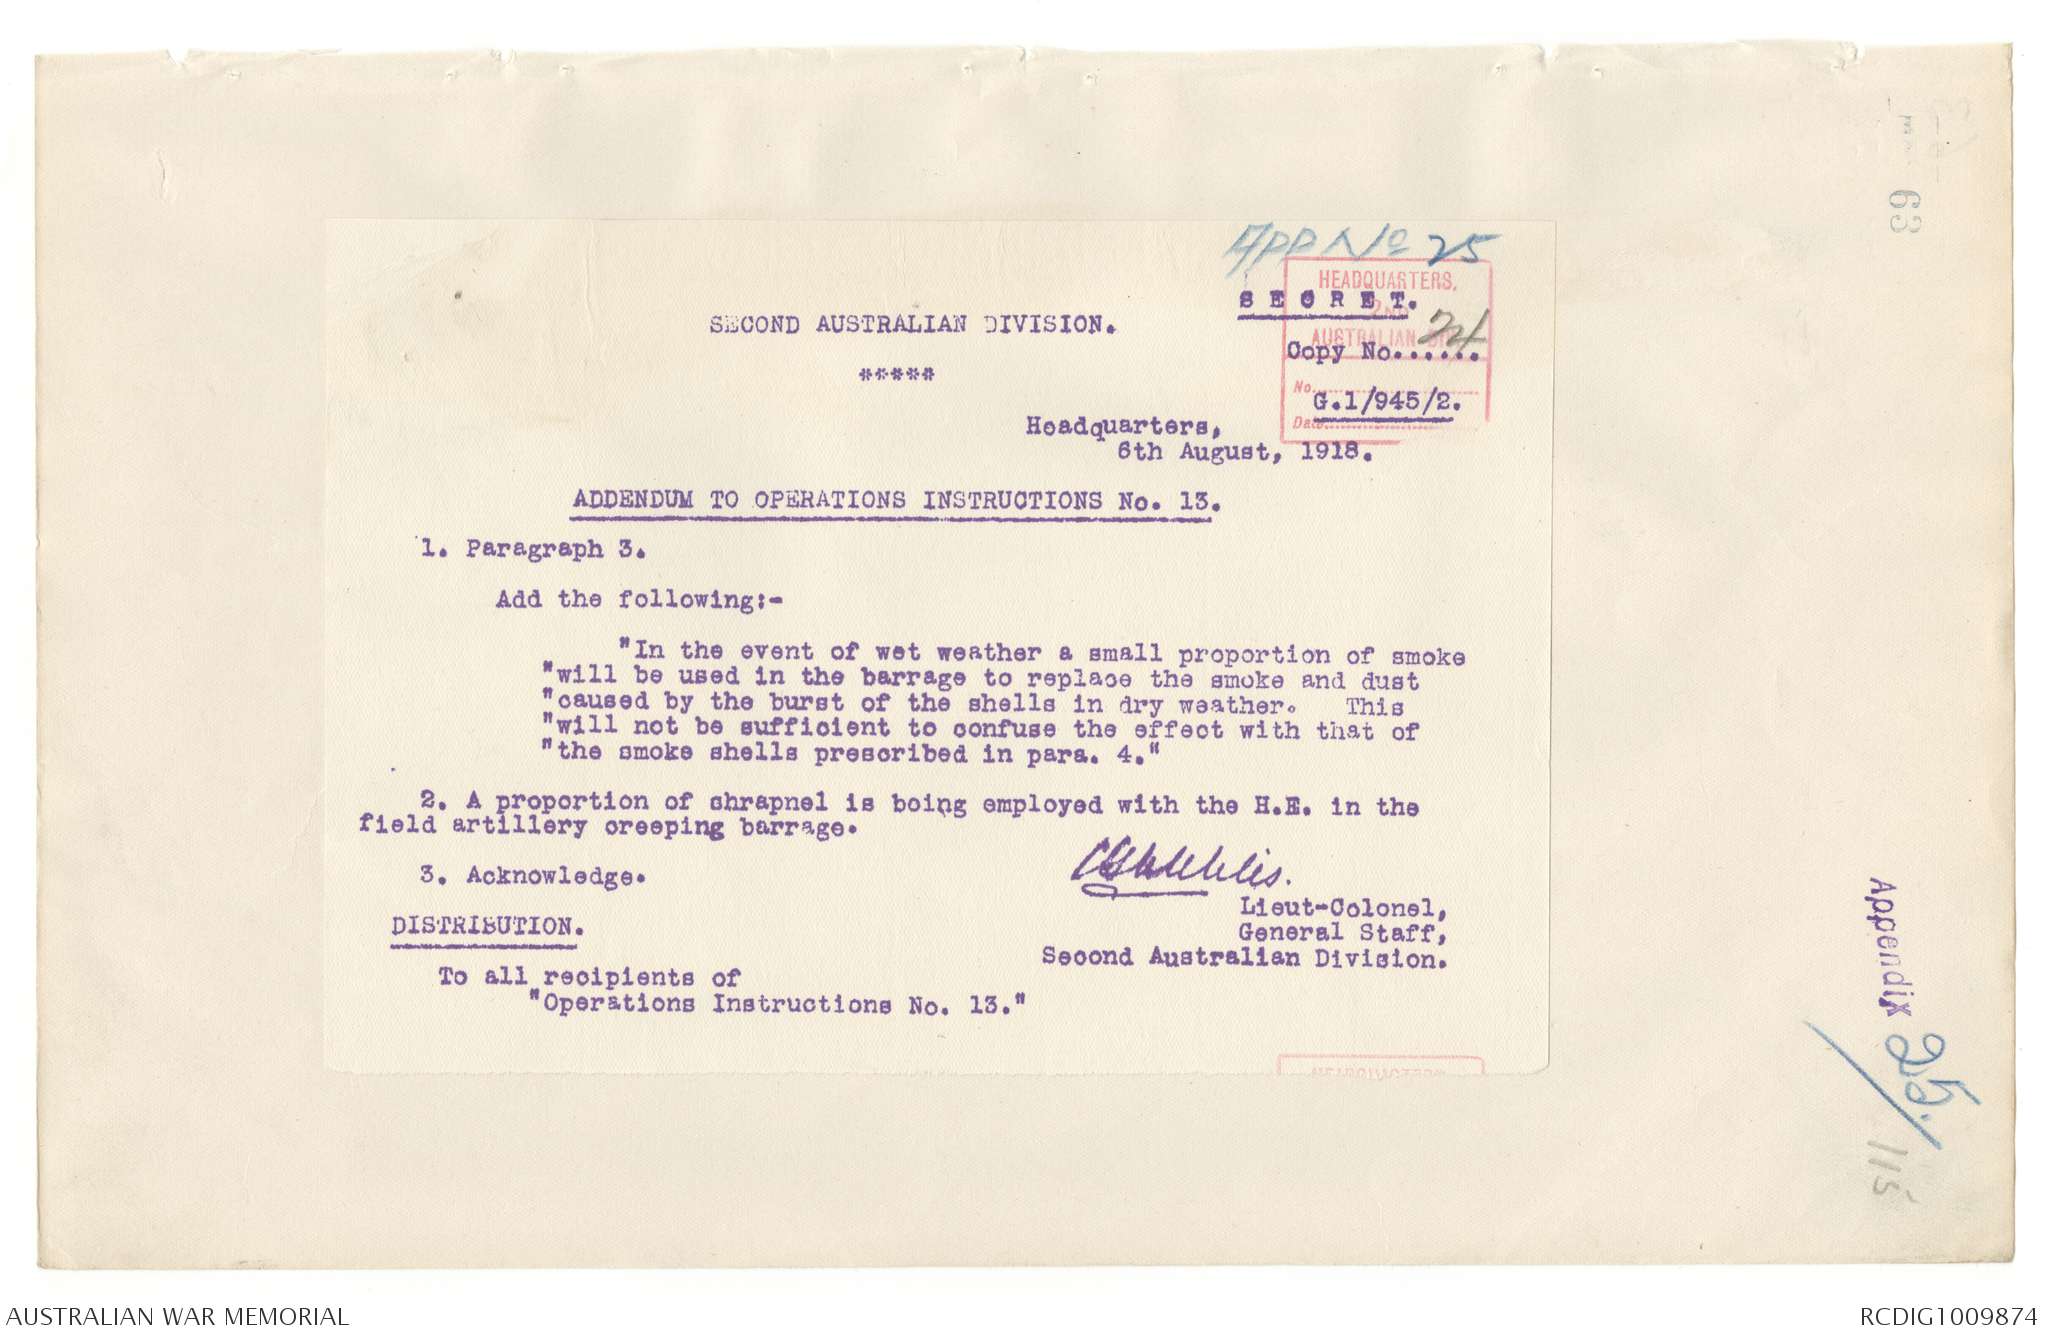 63
App No 25
HEADQUARTERS,
2ND
AUSTRALIAN DIV
No.
Date
SECRET.
SECOND AUSTRALIAN DIVISION.
Copy No......24
*****
G.1/945/2.
Headquarters,
6th August, 1918.
ADDENDUM TO OPERATIONS INSTRUCTIONS No. 13.
1. Paragraph 3.
Add the following:-
"In the event of wet weather a small proportion of smoke
"will be used in the barrage to replace the smoke and dust
"caused by the burst of the shells in dry weather. This
"will not be sufficient to confuse the effect with that of
"the smoke shells prescribed in para. 4."
2. A proportion of shrapnel is being employed with the H.E. in the
field artillery creeping barrage.
3. Acknowledge.
Lieut-Colonel,
General Staff,
Second Australian Division.
DISTRIBUTION.
To all recipients of
"Operations Instructions No. 13."
Appendix 25.
115
AUSTRALIAN WAR MEMORIAL
RCDIG1009874